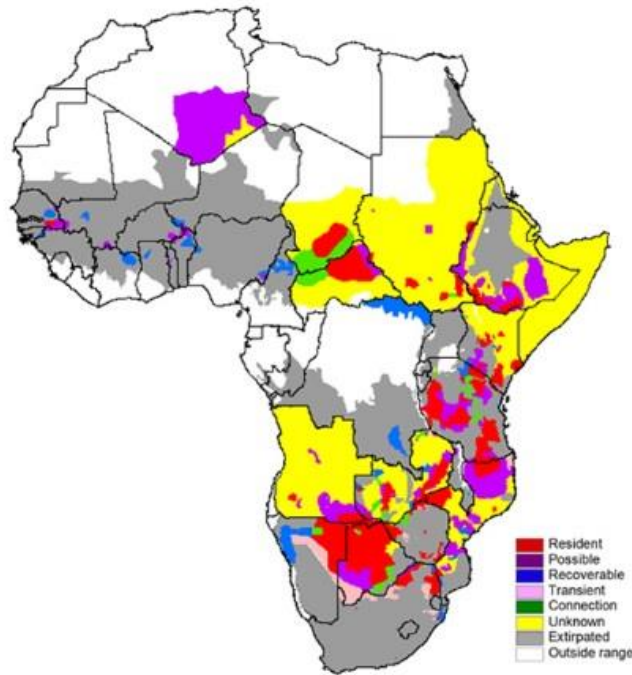 Resident
Possible
Recoverable
Transient
Connection
Unknown
Extirpated
Outside range